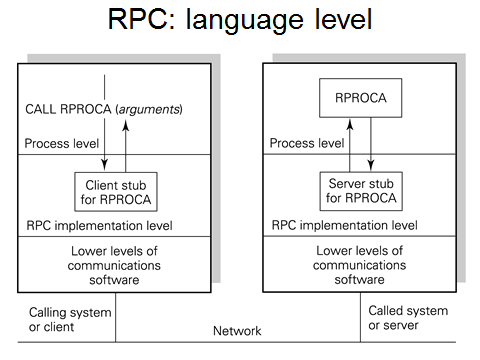 RPC: language level
CALL RPROCA (arguments)
Process level
Client stub
for RPROCA
RPC implementation level
Lower levels of
communications
software
Calling system
or client
RPROCA
Process level
Server stub
for RPROCA
RPC implementation level
Lower levels of
communications
software
Called system
or server
Network